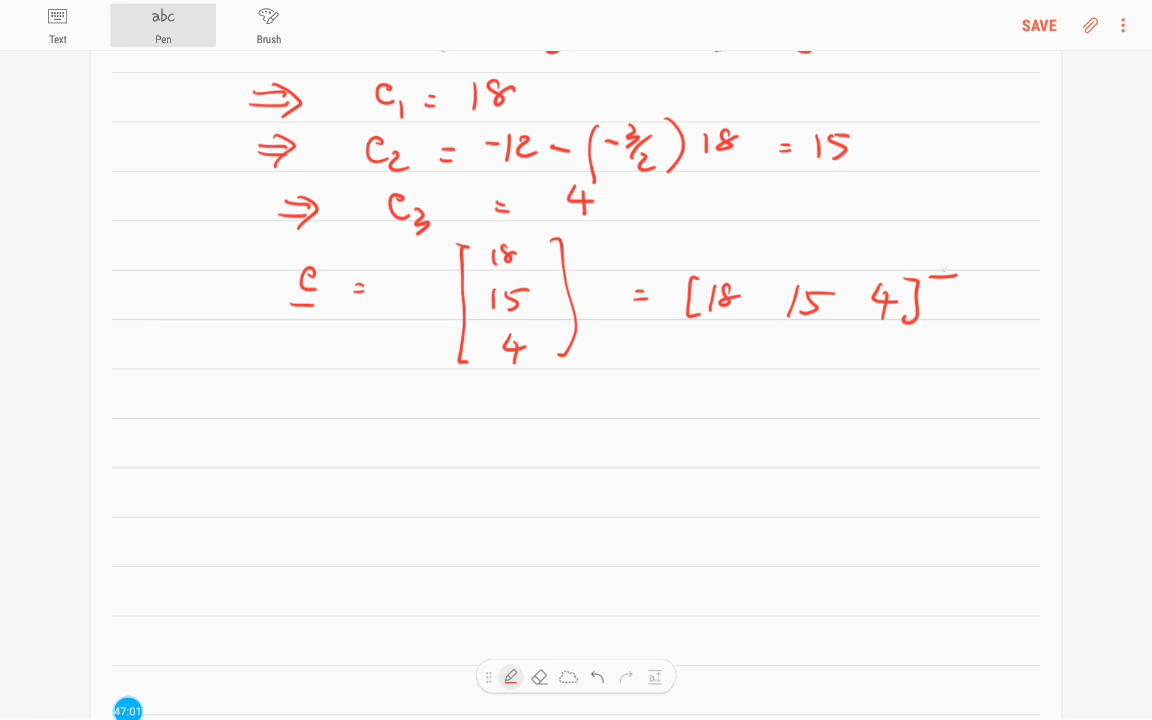 Text
abc
Pen
Brush
SAVE
⇒ C₁ = 18
⇒ C₂ = -12 - (-3/2) 18 = 15
⇒ C₃ = 4
c = [18 15 4] = [18 15 4]‾
47:01